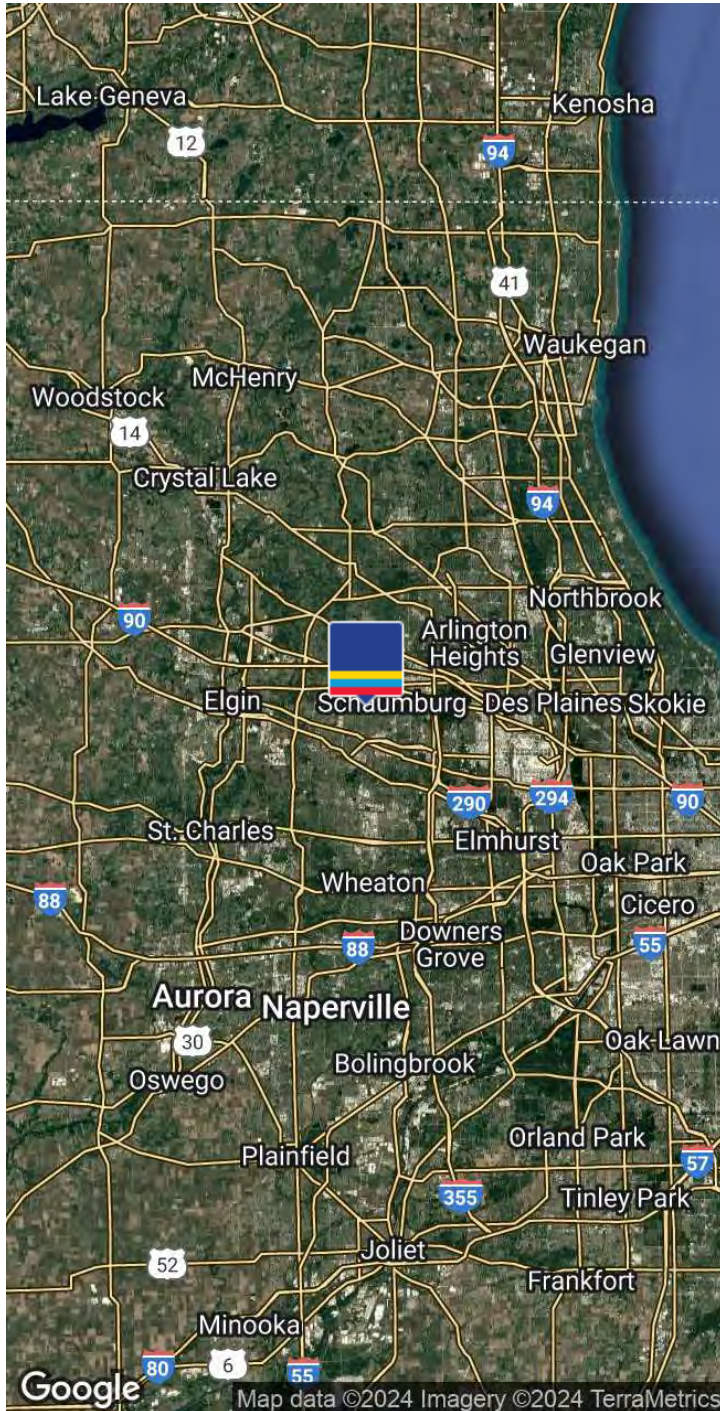 Lake Geneva
Kenosha
12
94
41
Waukegan
McHenry
Woodstock
14
Crystal Lake
94
Northbrook
90
Arlington
Heights
Glenview
Elgin
Schaumburg
Des Plaines
Skokie
290
294
90
St. Charles
Elmhurst
Oak Park
Wheaton
88
Cicero
Downers
Grove
55
88
Aurora
Naperville
30
Oak Lawn
Bolingbrook
Oswego
Orland Park
Plainfield
57
355
Tinley Park
Joliet
52
Frankfort
Minooka
80
6
55
Google
Map data ©2024 Imagery ©2024 TerraMetrics